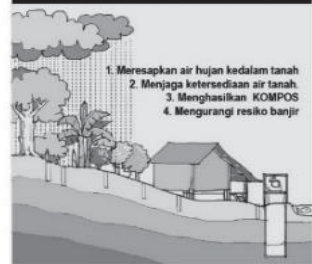 1. Meresapkan air hujan kedalam tanah
2. Menjaga ketersediaan air tanah.
3. Menghasilkan KOMPOS
4. Mengurangi resiko banjir